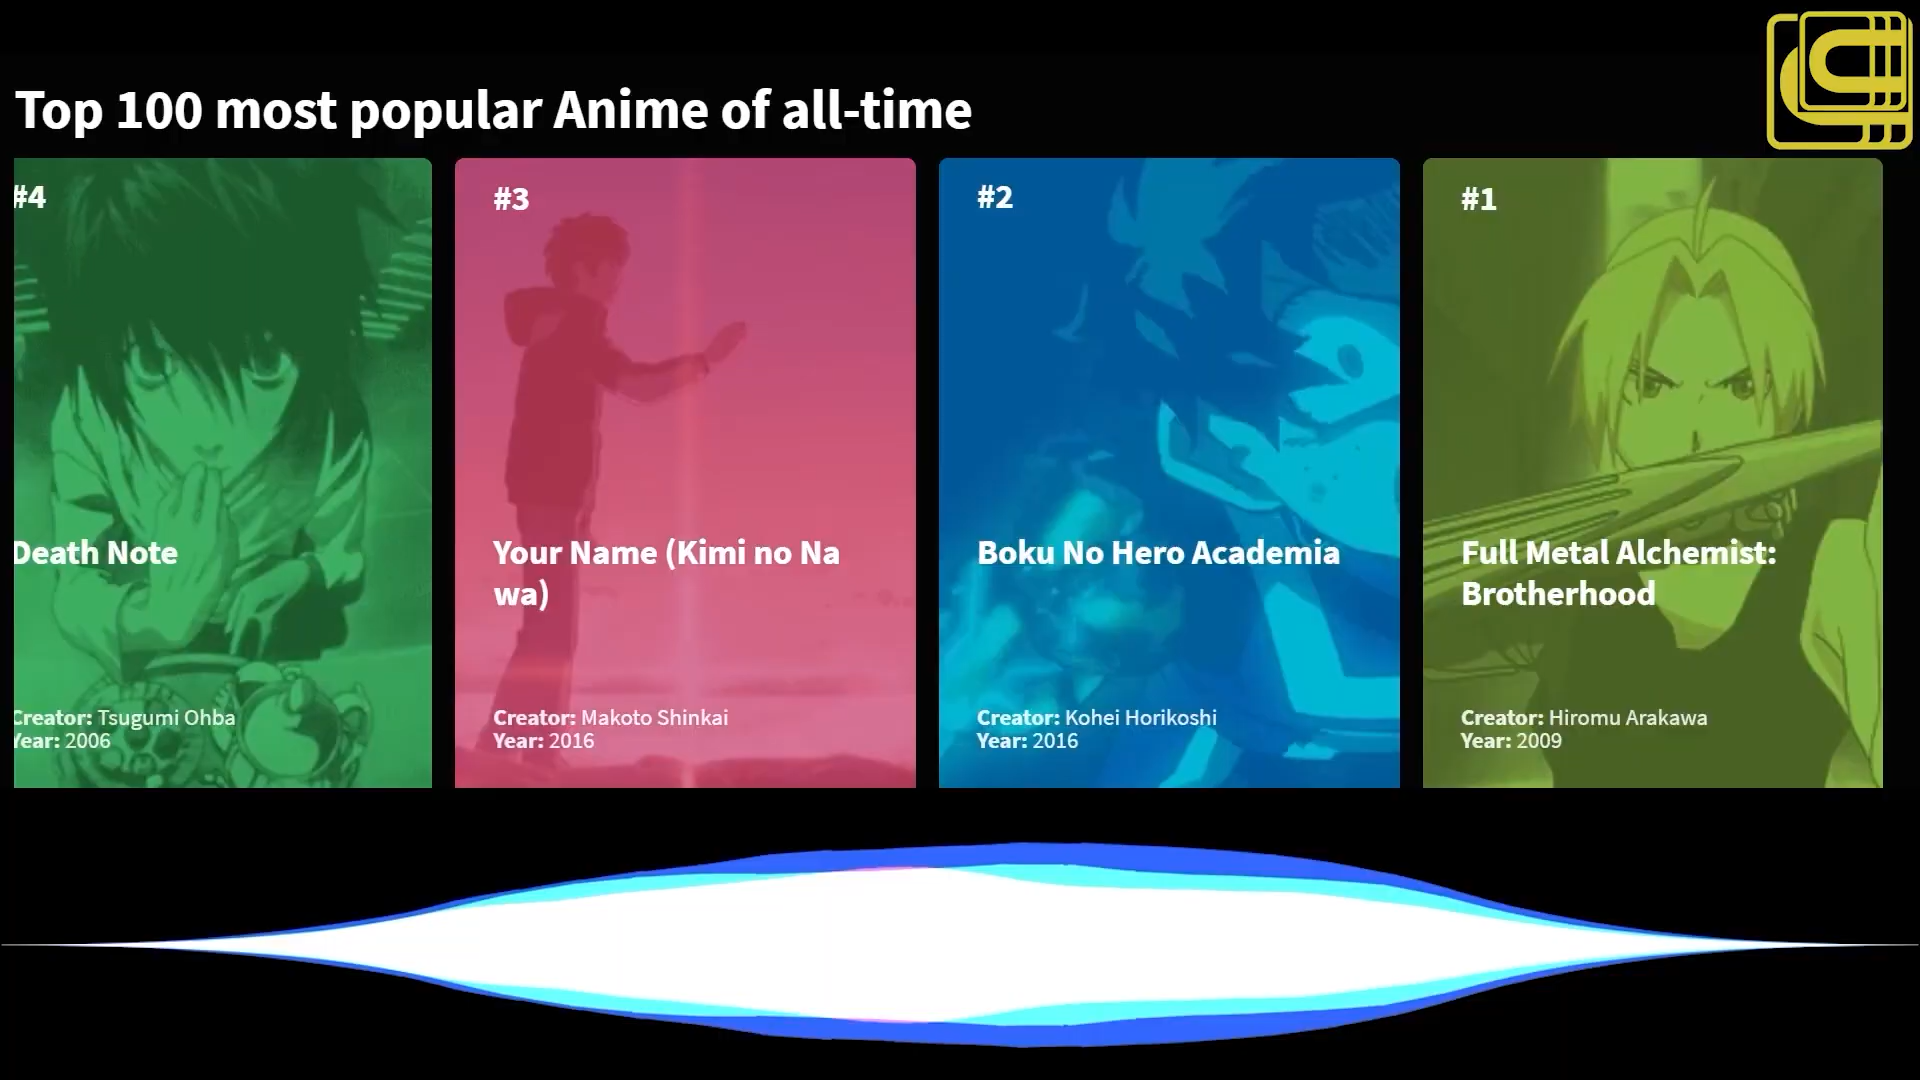 Top 100 most popular Anime of all-time
#4
Death Note
Creator: Tsugumi Ohba
Year: 2006
#3
Your Name (Kimi no Na
wa)
Creator: Makoto Shinkai
Year: 2016
#2
Boku No Hero Academia
Creator: Kohei Horikoshi
Year: 2016
#1
Full Metal Alchemist:
Brotherhood
Creator: Hiromu Arakawa
Year: 2009